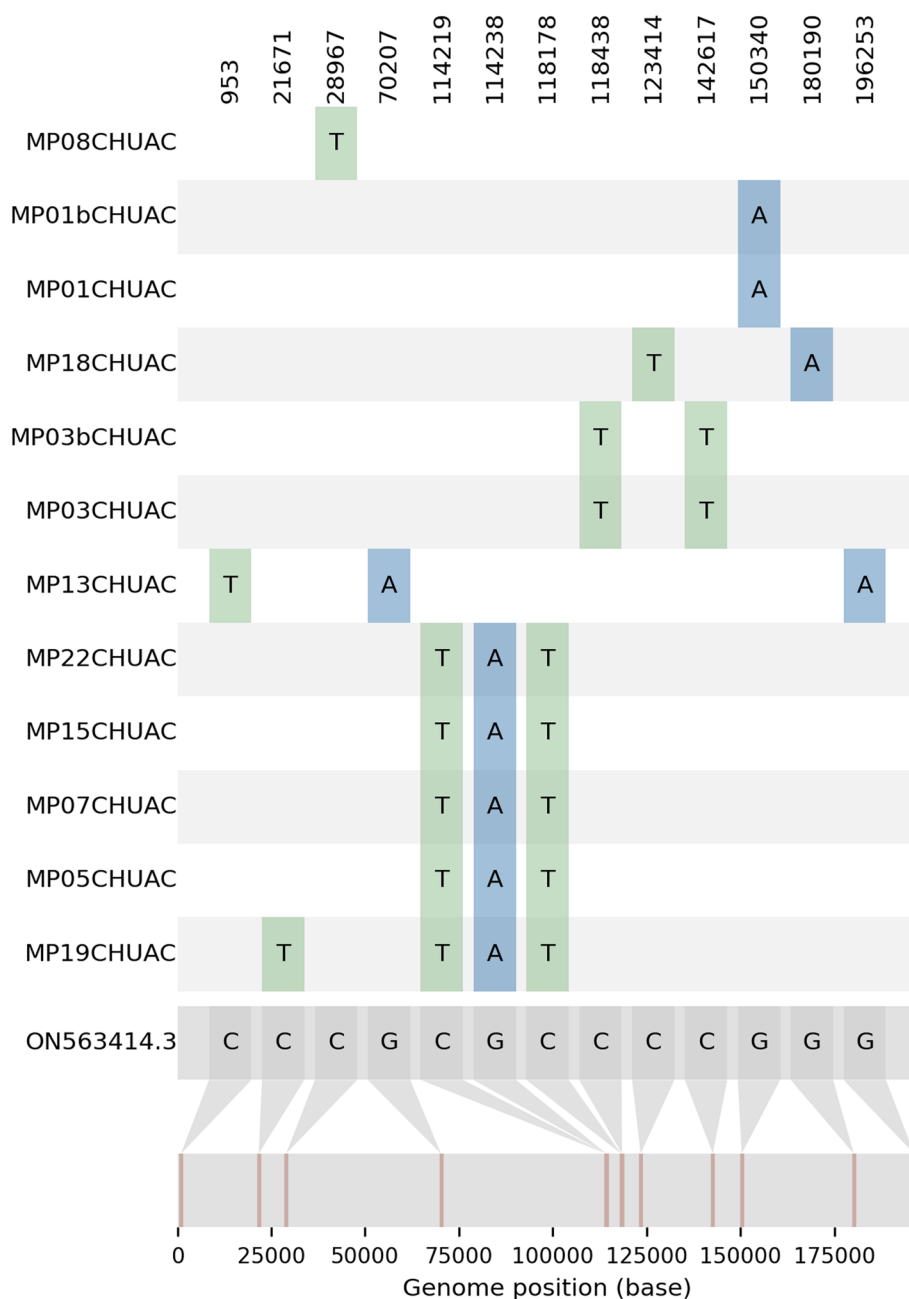 953 21671 28967 70207 114219 114238 118178 118438 123414 142617 150340 180190 196253
MP08CHUAC T
MP01bCHUAC A
MP01CHUAC A
MP18CHUAC T A
MP03bCHUAC T T
MP03CHUAC T T
MP13CHUAC T A A
MP22CHUAC T A T
MP15CHUAC T A T
MP07CHUAC T A T
MP05CHUAC T A T
MP19CHUAC T T A T
ON563414.3 C C C G C G C C C C G G G
0 25000 50000 75000 100000 125000 150000 175000
Genome position (base)